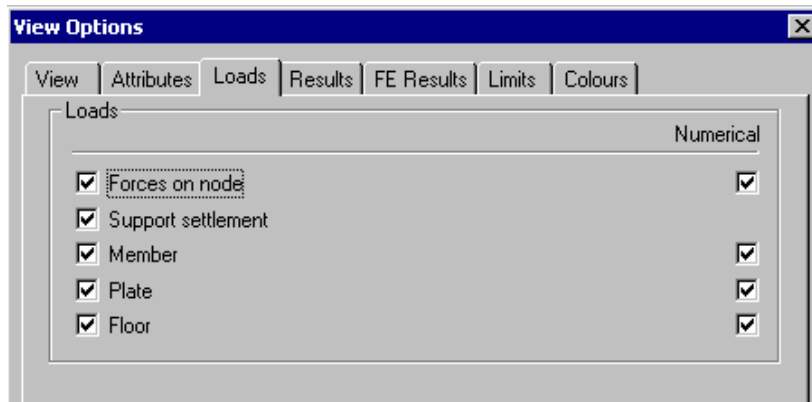 View Options
View Attributes Loads Results FE Results Limits Colours
Loads
Numerical
Forces on node
Support settlement
Member
Plate
Floor